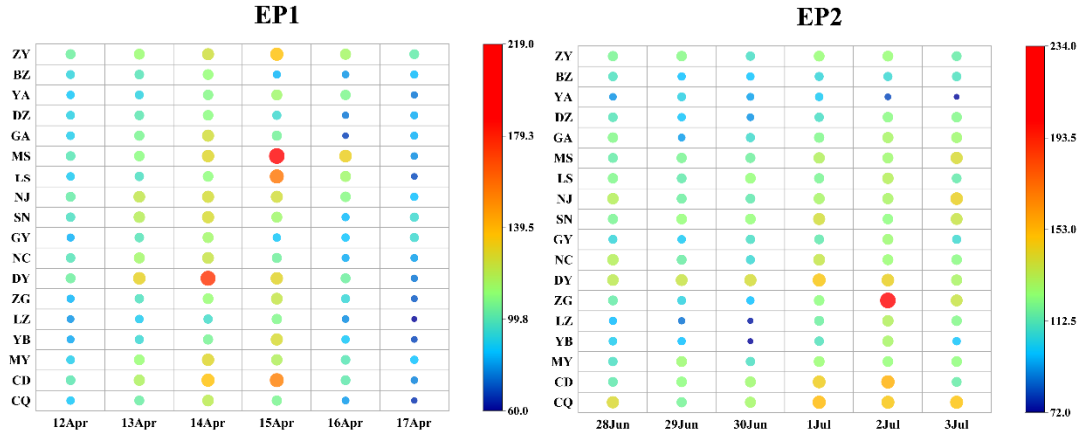 EP1
219.0
179.3
139.5
99.8
60.0
ZY
BZ
YA
DZ
GA
MS
LS
NJ
SN
GY
NC
DY
ZG
LZ
YB
MY
CD
CQ
12Apr 13Apr 14Apr 15Apr 16Apr 17Apr
EP2
234.0
193.5
153.0
112.5
72.0
ZY
BZ
YA
DZ
GA
MS
LS
NJ
SN
GY
NC
DY
ZG
LZ
YB
MY
CD
CQ
28Jun 29Jun 30Jun 1Jul 2Jul 3Jul